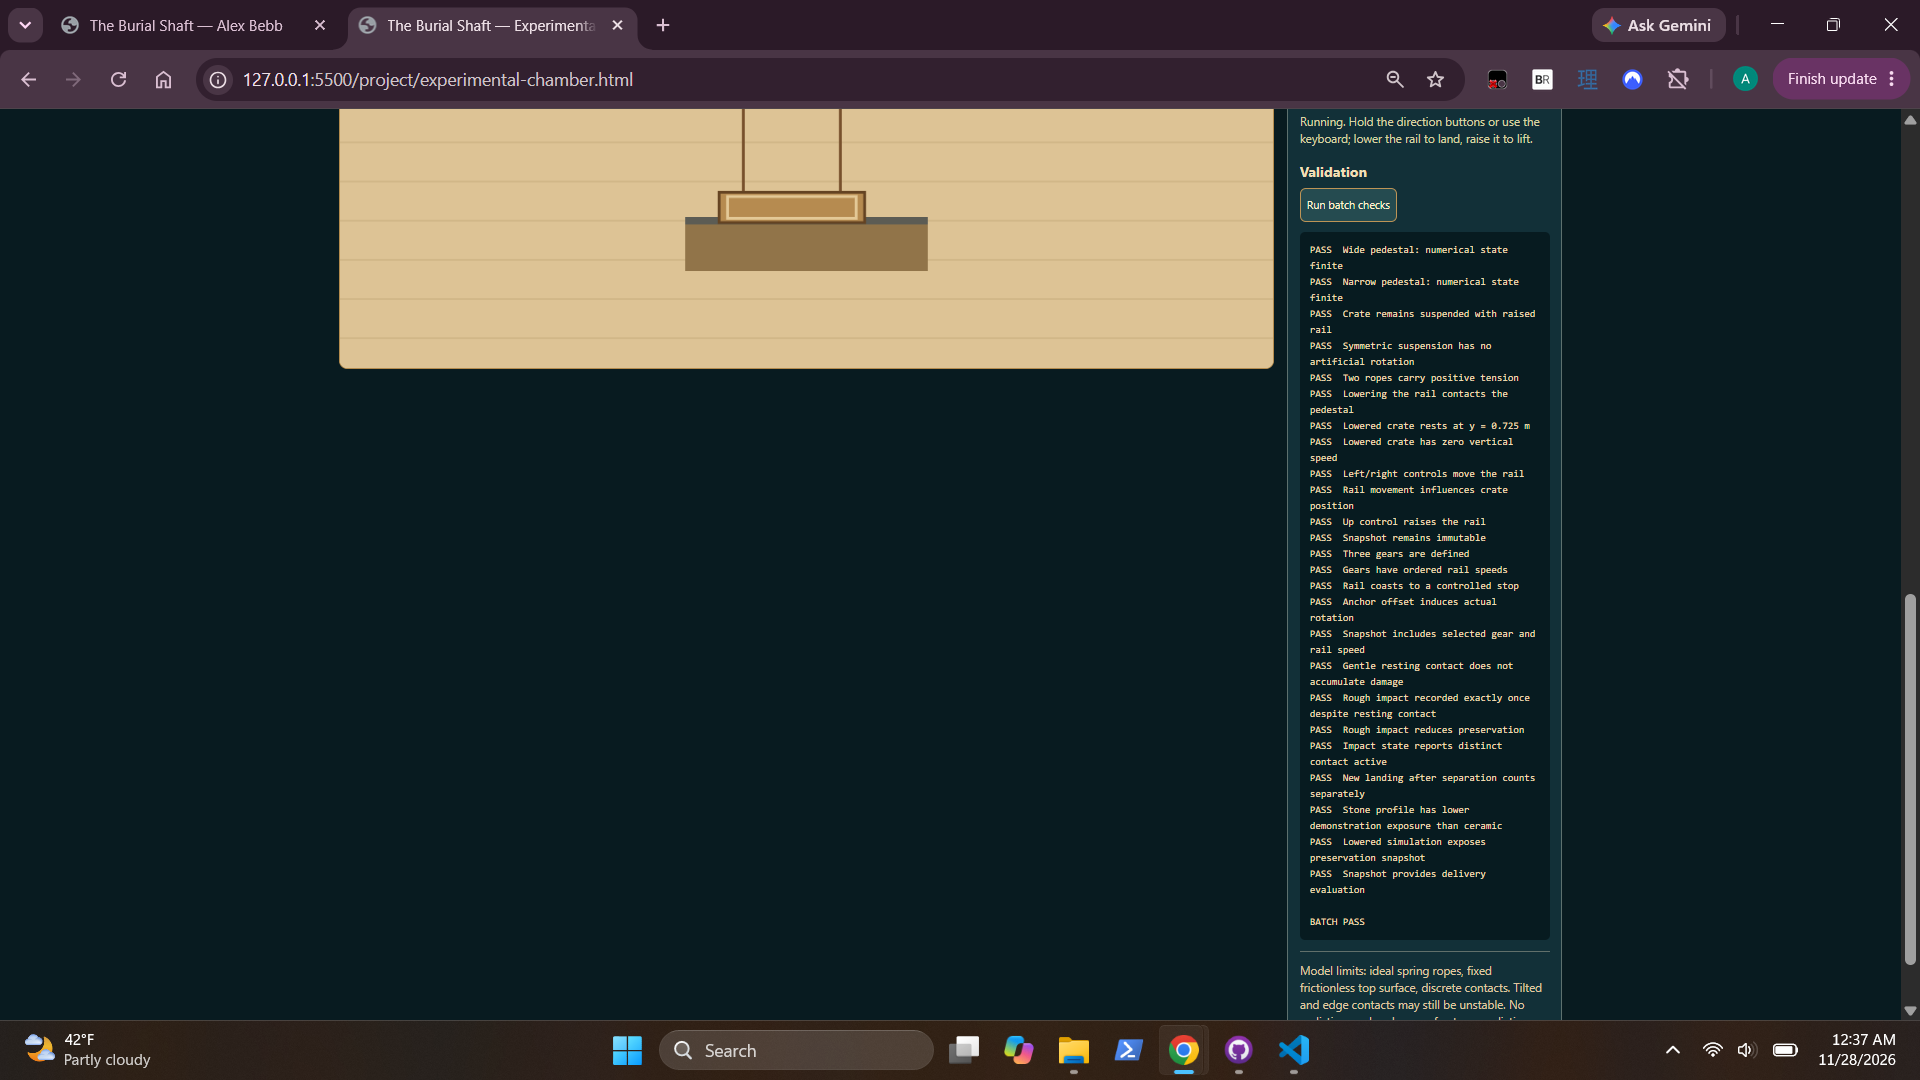 The Burial Shaft — Alex Bebb
The Burial Shaft — Experimenta
Ask Gemini
127.0.0.1:5500/project/experimental-chamber.html
BR
A
Finish update
Running. Hold the direction buttons or use the
keyboard; lower the rail to land, raise it to lift.
Validation
Run batch checks
PASS Wide pedestal: numerical state
finite
PASS Narrow pedestal: numerical state
finite
PASS Crate remains suspended with raised
rail
PASS Symmetric suspension has no
artificial rotation
PASS Two ropes carry positive tension
PASS Lowering the rail contacts the
pedestal
PASS Lowered crate rests at y = 0.725 m
PASS Lowered crate has zero vertical
speed
PASS Left/right controls move the rail
PASS Rail movement influences crate
position
PASS Up control raises the rail
PASS Snapshot remains immutable
PASS Three gears are defined
PASS Gears have ordered rail speeds
PASS Rail coasts to a controlled stop
PASS Anchor offset induces actual
rotation
PASS Snapshot includes selected gear and
rail speed
PASS Gentle resting contact does not
accumulate damage
PASS Rough impact recorded exactly once
despite resting contact
PASS Rough impact reduces preservation
PASS Impact state reports distinct
contact active
PASS New landing after separation counts
separately
PASS Stone profile has lower
demonstration exposure than ceramic
PASS Lowered simulation exposes
preservation snapshot
PASS Snapshot provides delivery
evaluation
BATCH PASS
Model limits: ideal spring ropes, fixed
frictionless top surface, discrete contacts. Tilted
and edge contacts may still be unstable. No
42°F
Partly cloudy
Search
12:37 AM
11/28/2026